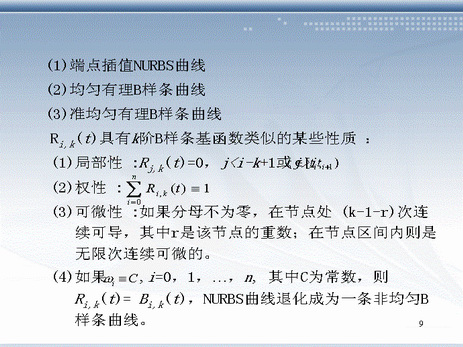 (1)端点插值NURBS曲线
(2)均匀有理B样条曲线
(3)准均匀有理B样条曲线
R_{i,k}(t)具有k阶B样条基函数类似的某些性质：
(1)局部性：R_{j,k}(t)=0，j<i-k+1或
(2)权性：\sum_{i=0}^{n} R_{i,k}(t)=1
(3)可微性：如果分母不为零，在节点处 (k-1-r)次连
续可导，其中r是该节点的重数；在节点区间内则是
无限次连续可微的。
(4)如果ω_i≡C，i=0，1，...，n，其中C为常数，则
R_{i,k}(t)= B_{i,k}(t)，NURBS曲线退化成为一条非均匀B
样条曲线。
9